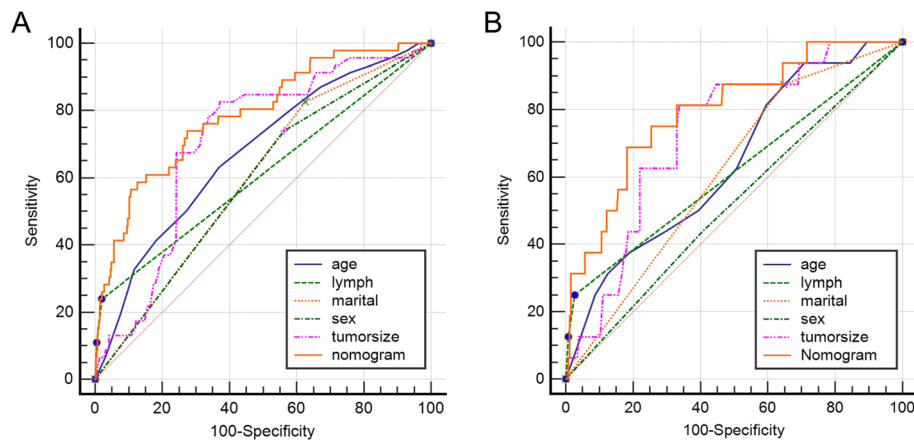 A
100
80
60
40
20
0
Sensitivity
0 20 40 60 80 100
100-Specificity
age
lymph
marital
sex
tumorsize
nomogram
B
100
80
60
40
20
0
Sensitivity
0 20 40 60 80 100
100-Specificity
age
lymph
marital
sex
tumorsize
Nomogram